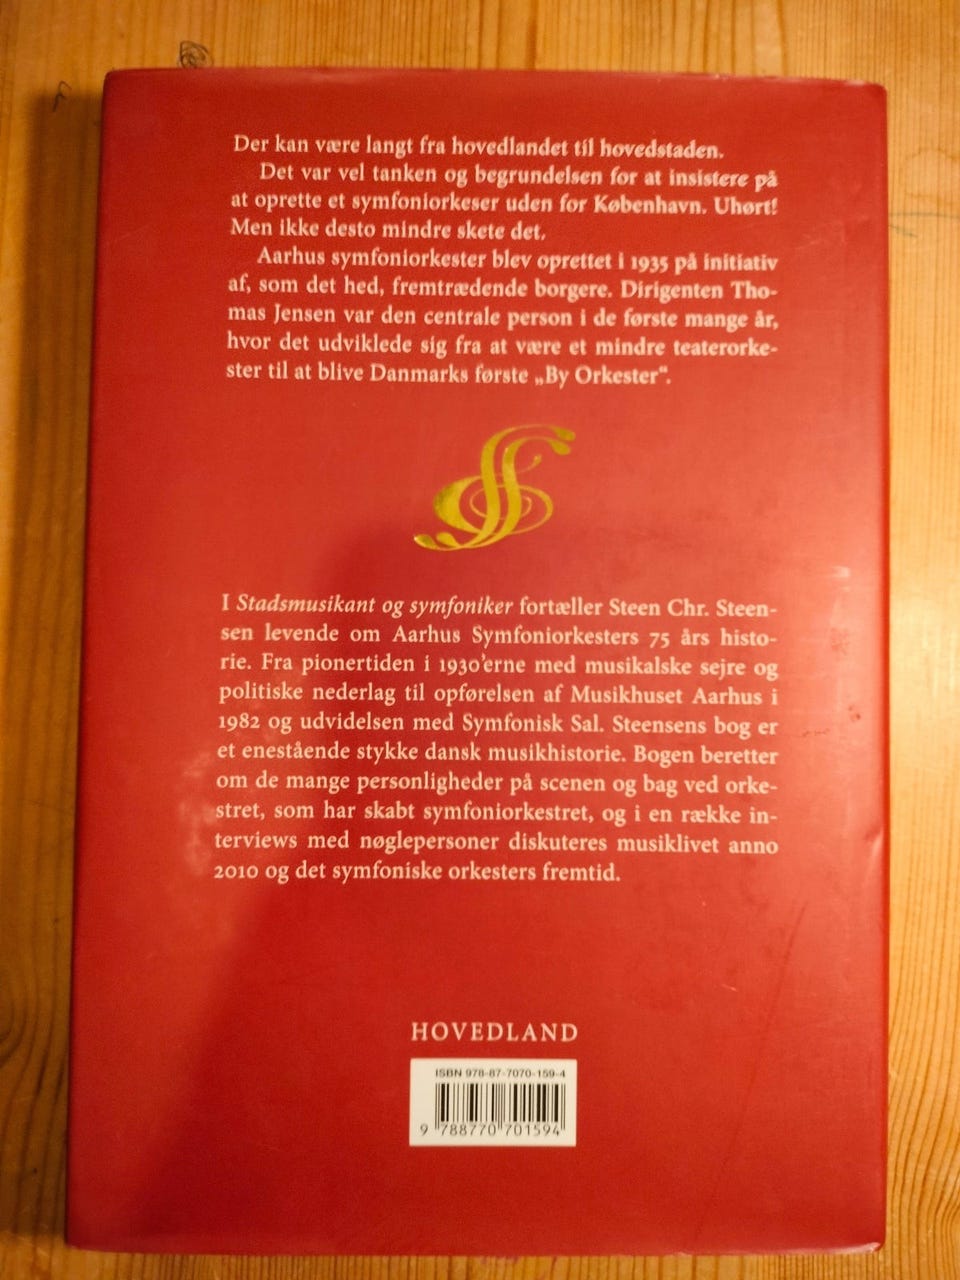 Der kan være langt fra hovedlandet til hovedstaden.
Det var vel tanken og begrundelsen for at insistere på
at oprette et symfoniorkeser uden for København. Uhørt!
Men ikke desto mindre skete det.
Aarhus symfoniorkester blev oprettet i 1935 på initiativ
af, som det hed, fremtrædende borgere. Dirigenten Tho-
mas Jensen var den centrale person i de første mange år,
hvor det udviklede sig fra at være et mindre teaterorke-
ster til at blive Danmarks første „By Orkester“.
I Stadsmusikant og symfoniker fortæller Steen Chr. Steen-
sen levende om Aarhus Symfoniorkesters 75 års histo-
rie. Fra pionertiden i 1930'erne med musikalske sejre og
politiske nederlag til opførelsen af Musikhuset Aarhus i
1982 og udvidelsen med Symfonisk Sal. Steensens bog er
et enestående stykke dansk musikhistorie. Bogen beretter
om de mange personligheder på scenen og bag ved orke-
stret, som har skabt symfoniorkestret, og i en række in-
terviews med nøglepersoner diskuteres musiklivet anno
2010 og det symfoniske orkesters fremtid.
HOVEDLAND
ISBN 978-87-7070-159-4
9 788770 701594